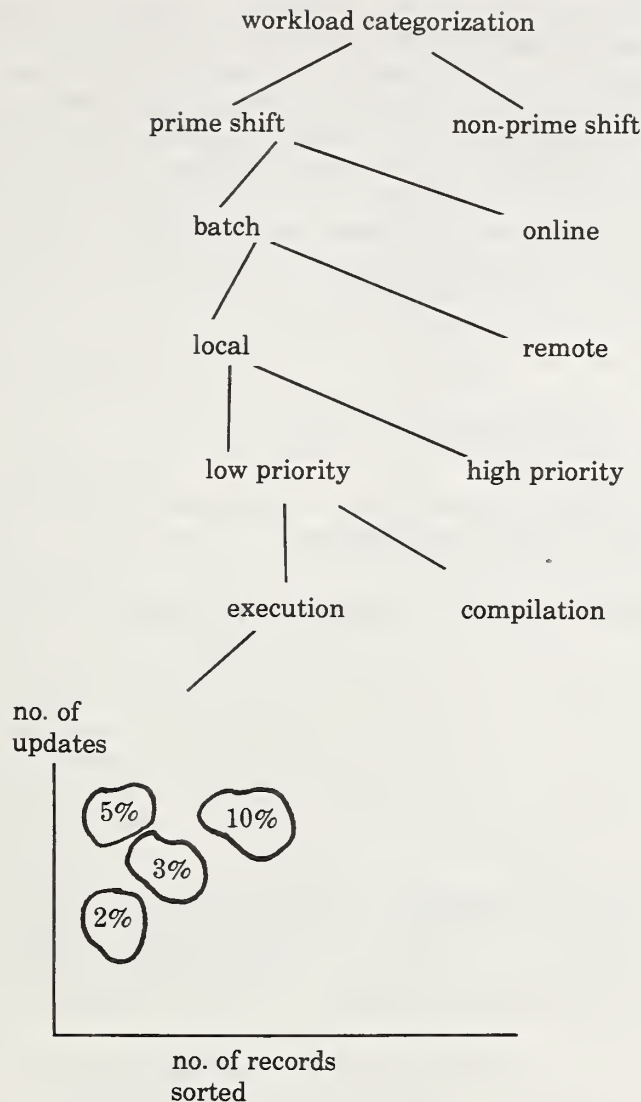 workload categorization
prime shift
non-prime shift
batch
online
local
remote
low priority
high priority
execution
compilation
no. of
updates
5%
10%
3%
2%
no. of records
sorted